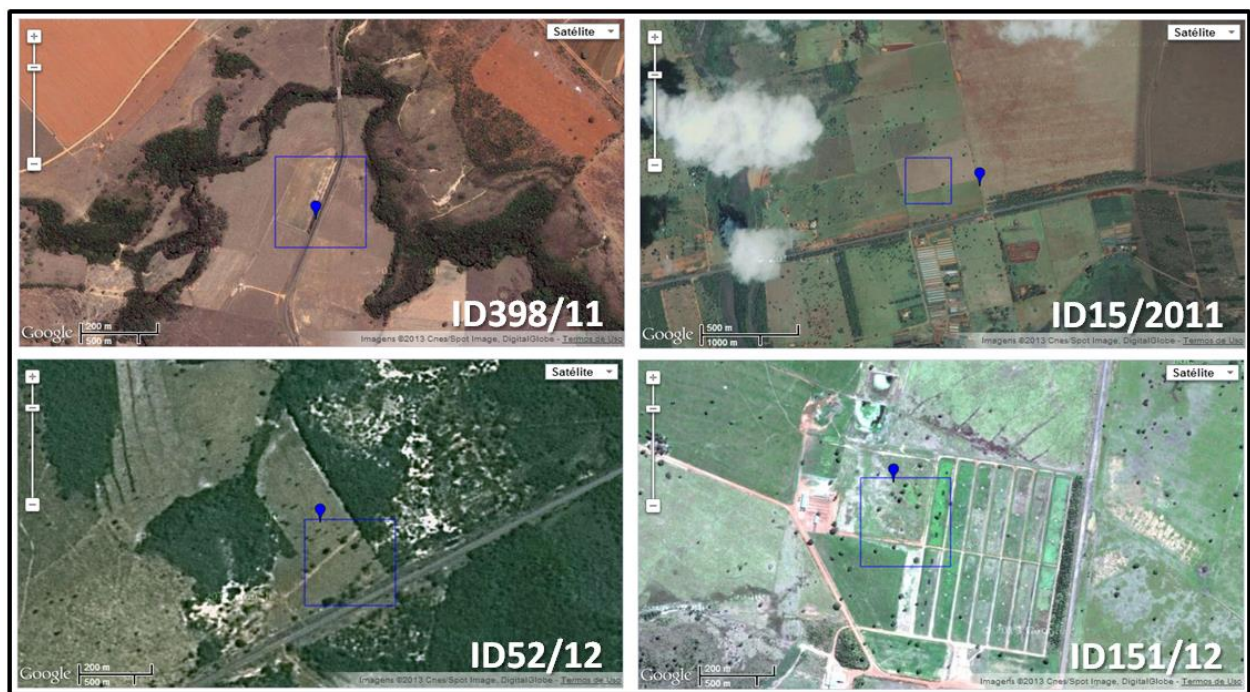 Satélite
ID398/11
Google
200 m
500 m
Imagens ©2013 Cnes/Spot Image, DigitalGlobe - Termos de Uso
Satélite
ID15/2011
Google
500 m
1000 m
Imagens ©2013 Cnes/Spot Image, DigitalGlobe - Termos de Uso
Satélite
ID52/12
Google
200 m
500 m
Imagens ©2013 Cnes/Spot Image, DigitalGlobe - Termos de Uso
Satélite
ID151/12
Google
200 m
500 m
Imagens ©2013 Cnes/Spot Image, DigitalGlobe - Termos de Uso